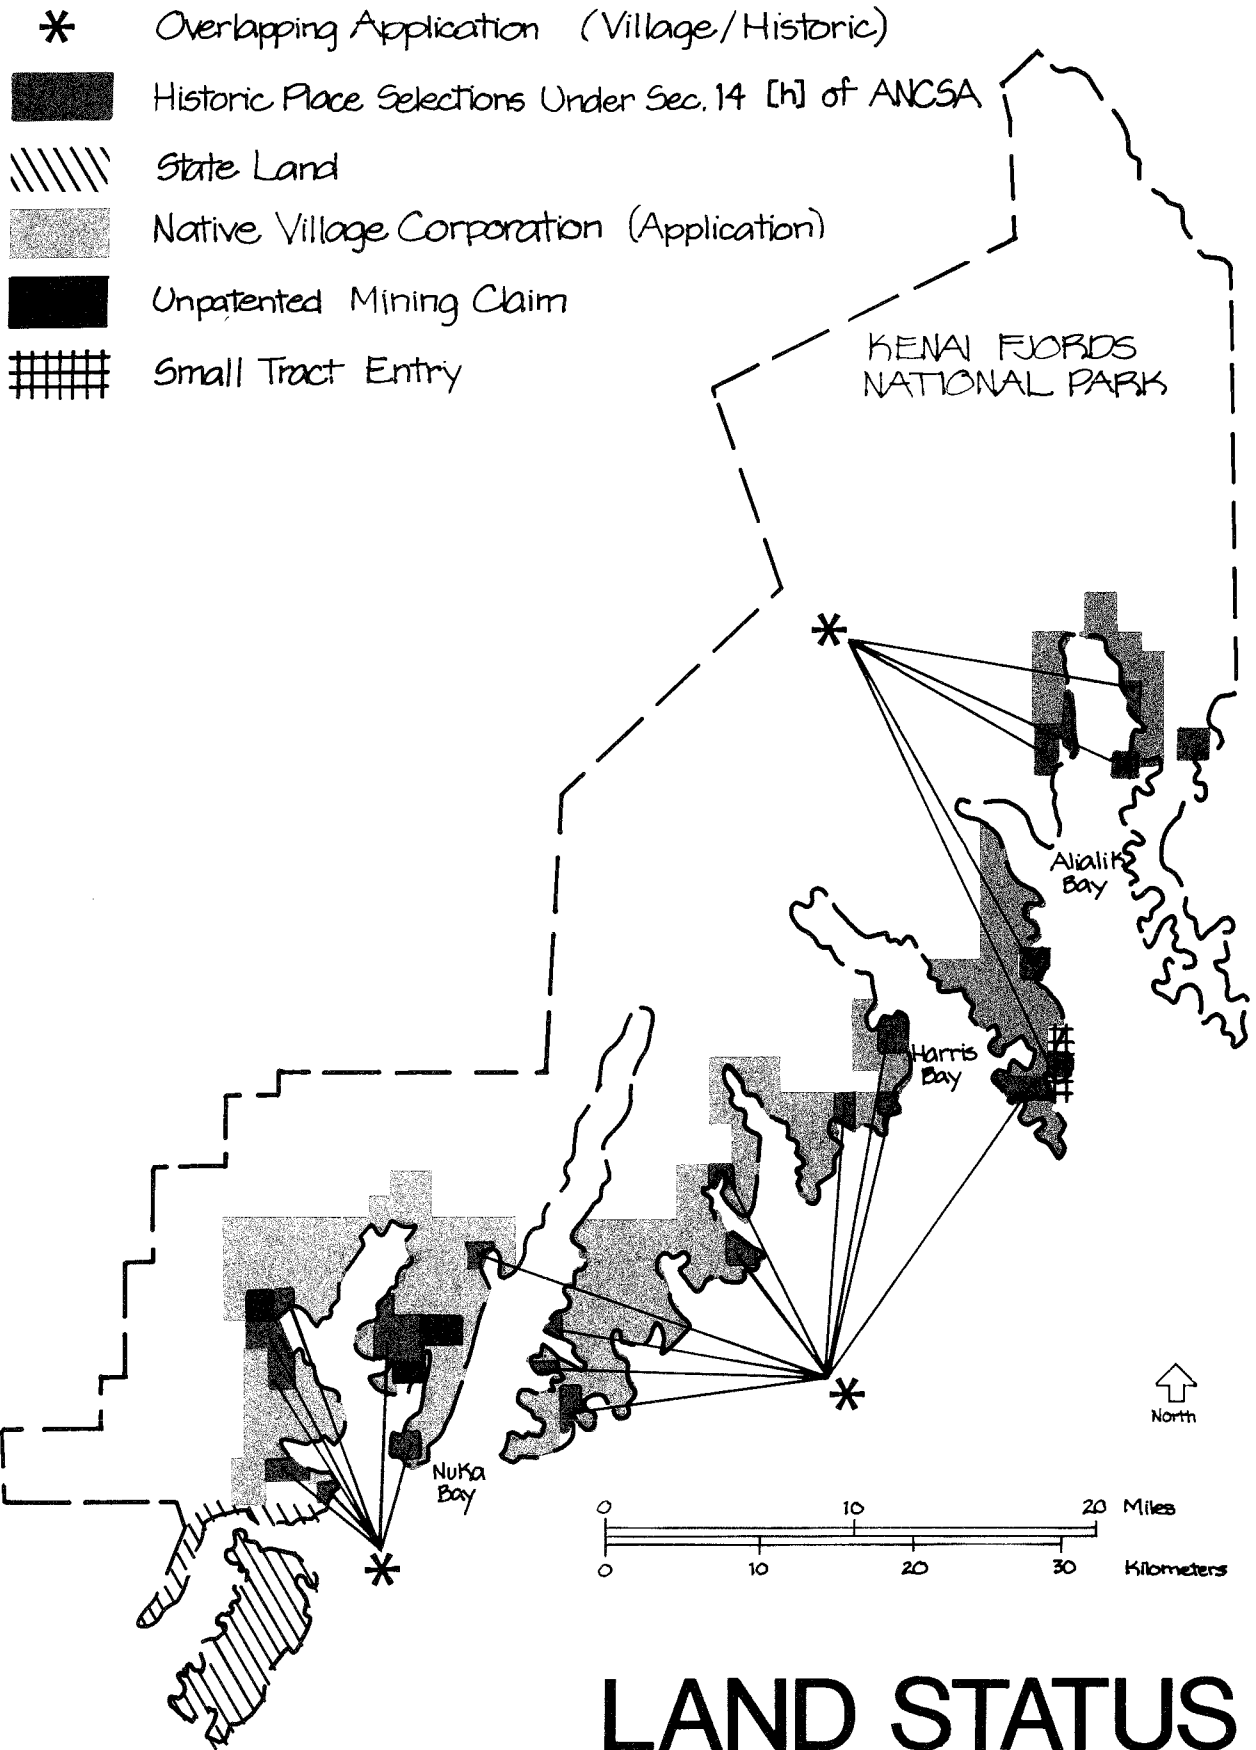 Overlapping Application (Village/Historic)
Historic Place Selections Under Sec. 14 [h] of ANCSA
State Land
Native Village Corporation (Application)
Unpatented Mining Claim
Small Tract Entry
KENAI FJORDS
NATIONAL PARK
Alialik
Bay
Harris
Bay
North
Nuka
Bay
0 10 20 Miles
0 10 20 30 Kilometers
LAND STATUS